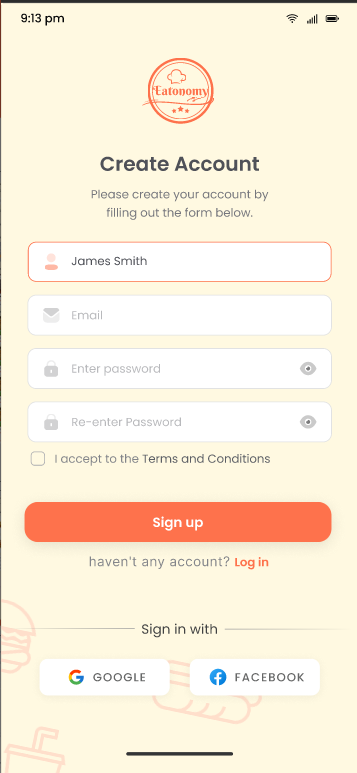 9:13 pm
Eatonomy
Create Account
Please create your account by
filling out the form below.
James Smith
Email
Enter password
Re-enter Password
I accept to the Terms and Conditions
Sign up
haven't any account? Log in
Sign in with
GOOGLE
FACEBOOK